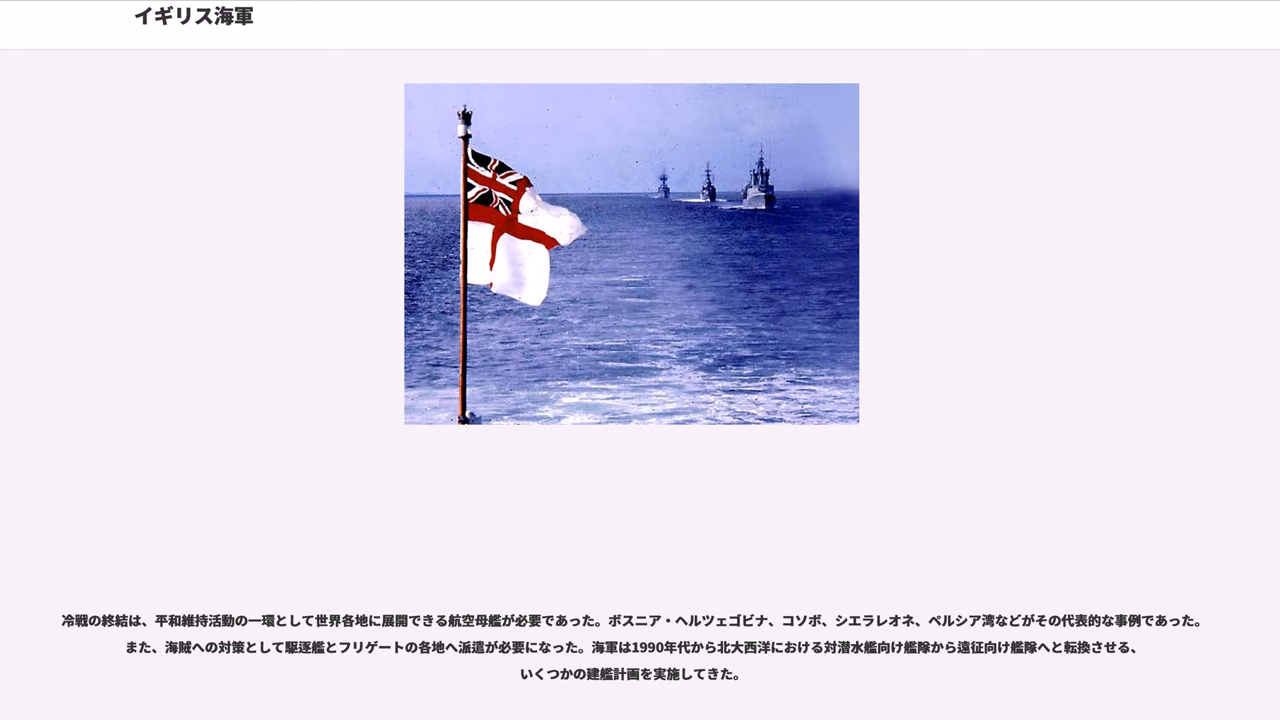 イギリス海軍
冷戦の終結は、平和維持活動の一環として世界各地に展開できる航空母艦が必要であった。ボスニア・ヘルツェゴビナ、コソボ、シエラレオネ、ペルシア湾などがその代表的な事例であった。
また、海賊への対策として駆逐艦とフリゲートの各地へ派遣が必要になった。海軍は1990年代から北大西洋における対潜水艦向け艦隊から遠征向け艦隊へと転換させる、
いくつかの建艦計画を実施してきた。